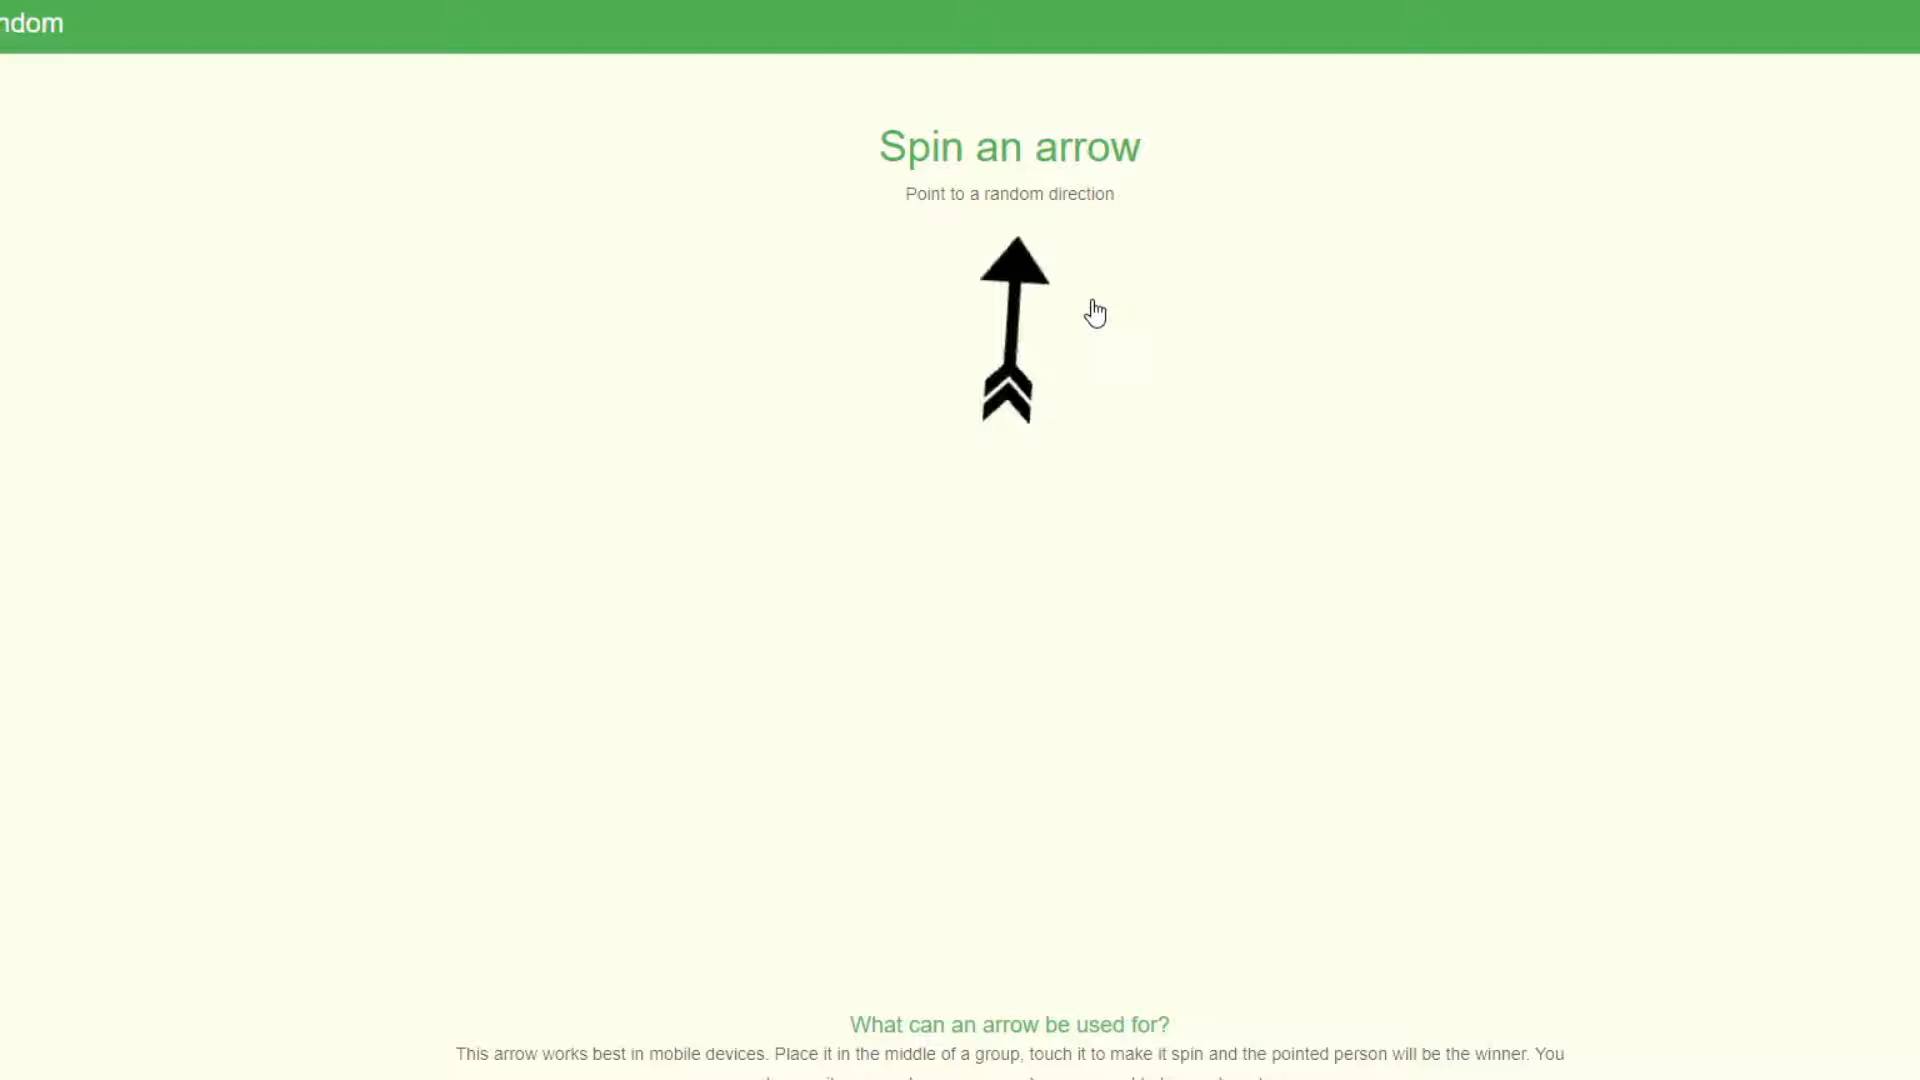 ndom
Spin an arrow
Point to a random direction
What can an arrow be used for?
This arrow works best in mobile devices. Place it in the middle of a group, touch it to make it spin and the pointed person will be the winner. You